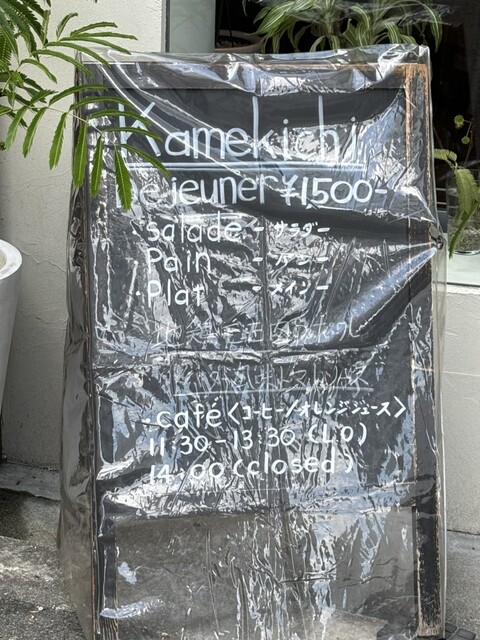 Kamekichi
Déjeuner ¥1500-
salade - サラダ -
Pain - パン -
Plat - メイン -
café〈コーヒー/オレンジジュース〉
11:30-13:30 (L.O)
14:00 (closed)